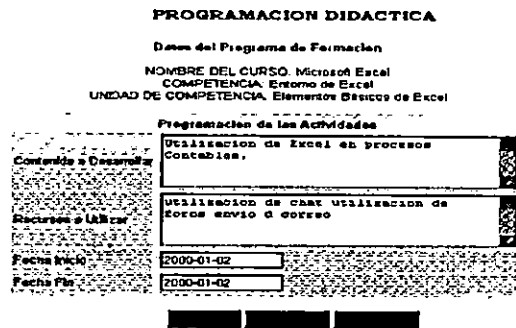 PROGRAMACION DIDACTICA
Datos del Programa de Formacion
NOMBRE DEL CURSO: Microsoft Excel
COMPETENCIA: Entorno de Excel
UNIDAD DE COMPETENCIA: Elementos Básicos de Excel
Programacion de las Actividades
Contenido a Desarrollar
Utilizacion de Excel en procesos
Contables.
Recursos a Utilizar
Utilizacion de chat utilizacion de
foros envio d correo
Fecha Inicio
2000-01-02
Fecha Fin
2000-01-02